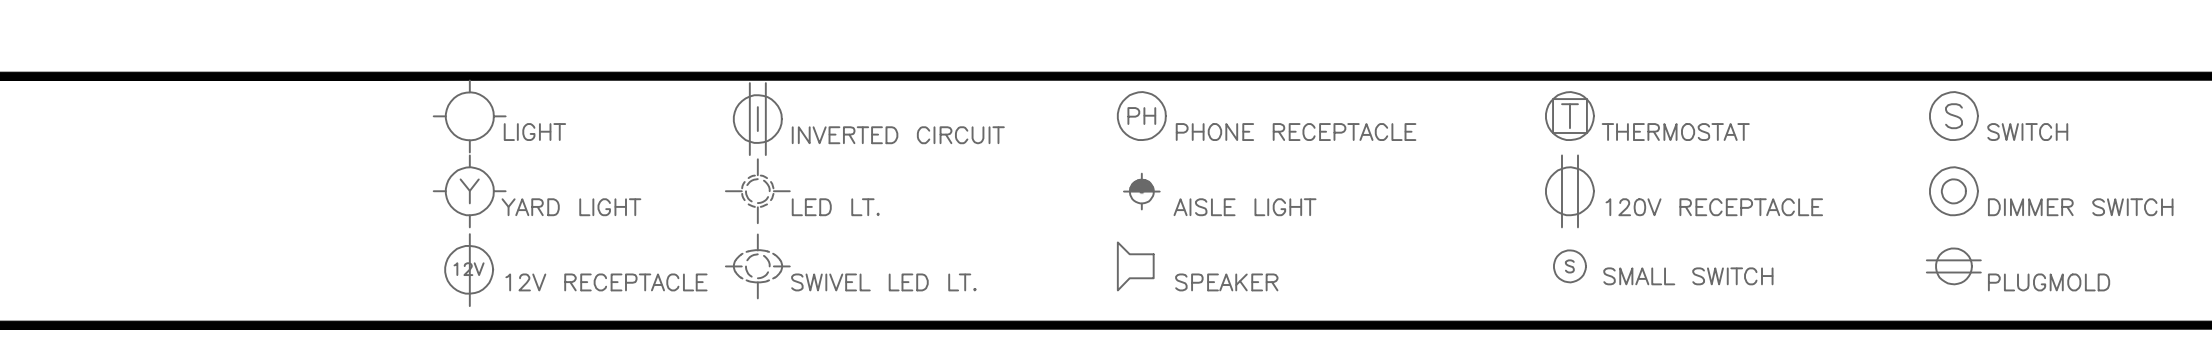 LIGHT INVERTED CIRCUIT PH PHONE RECEPTACLE T THERMOSTAT S SWITCH
Y YARD LIGHT LED LT. AISLE LIGHT 120V RECEPTACLE DIMMER SWITCH
12V 12V RECEPTACLE SWIVEL LED LT. SPEAKER S SMALL SWITCH PLUGMOLD